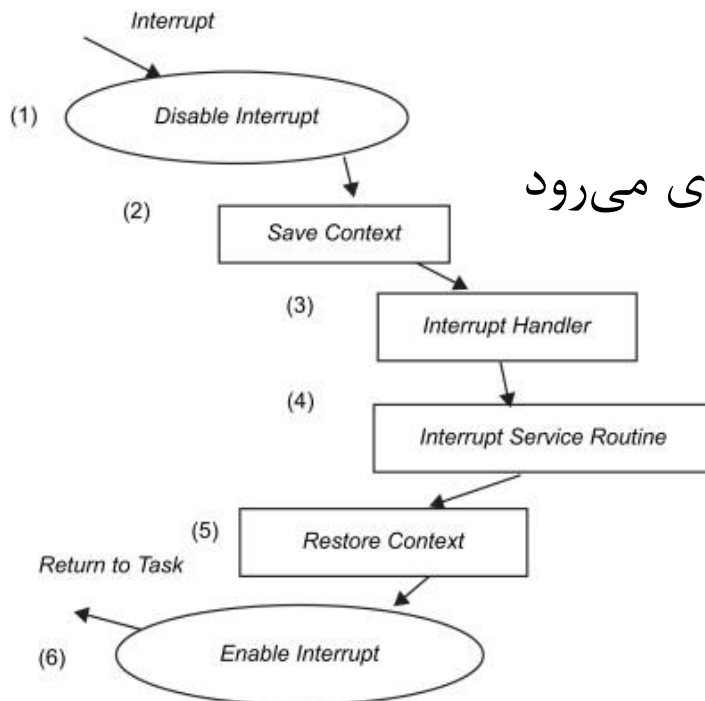 Interrupt
(1)
Disable Interrupt
(2)
Save Context
ی می‌رود
(3)
Interrupt Handler
(4)
Interrupt Service Routine
(5)
Restore Context
Return to Task
(6)
Enable Interrupt